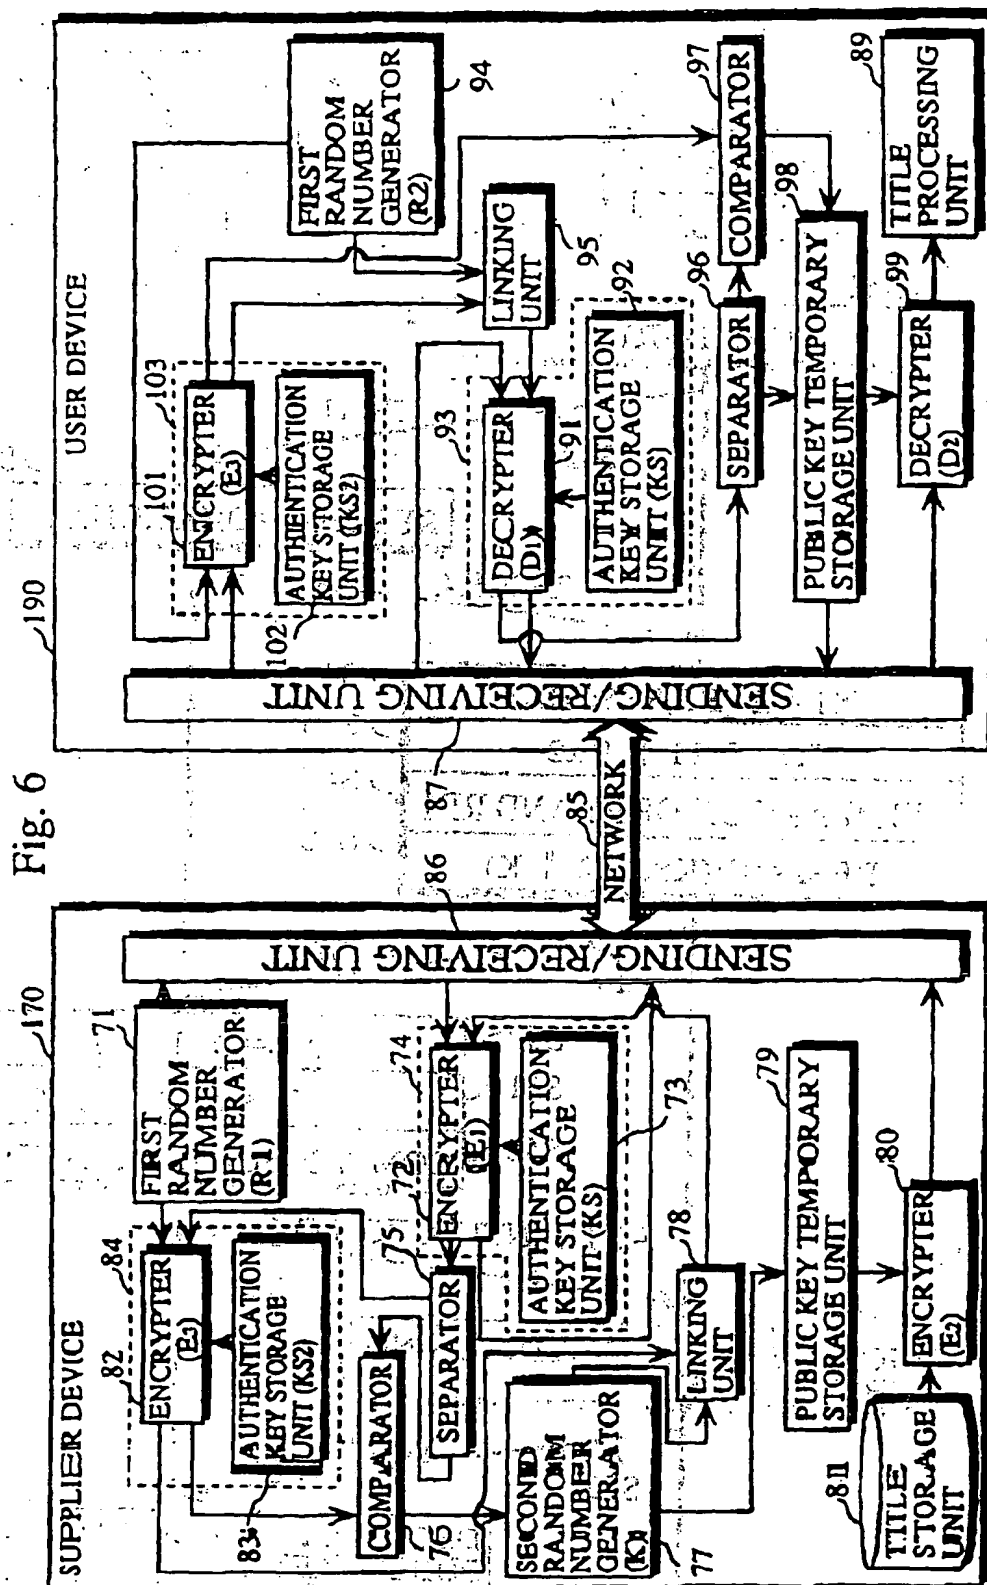 Fig. 6
170
SUPPLIER DEVICE
82
84
ENCRYPTER
(E3)
AUTHENTICATION
KEY STORAGE
UNIT (KS2)
83
71
FIRST
RANDOM
NUMBER
GENERATOR
(R1)
COMPARATOR
76
75
SEPARATOR
72
74
ENCRYPTER
(E1)
AUTHENTICATION
KEY STORAGE
UNIT (KS)
73
SECOND
RANDOM
NUMBER
GENERATOR
(K)
77
78
LINKING
UNIT
79
PUBLIC KEY TEMPORARY
STORAGE UNIT
81
TITLE
STORAGE
UNIT
80
ENCRYPTER
(E2)
86
SENDING/RECEIVING UNIT
85
NETWORK
190
USER DEVICE
87
SENDING/RECEIVING UNIT
101
103
ENCRYPTER
(E3)
AUTHENTICATION
KEY STORAGE
UNIT (KS2)
102
FIRST
RANDOM
NUMBER
GENERATOR
(R2)
94
LINKING
UNIT
95
93
DECRYPTER
(D1)
91
92
AUTHENTICATION
KEY STORAGE
UNIT (KS)
96
SEPARATOR
97
COMPARATOR
98
PUBLIC KEY TEMPORARY
STORAGE UNIT
99
DECRYPTER
(D2)
89
TITLE
PROCESSING
UNIT